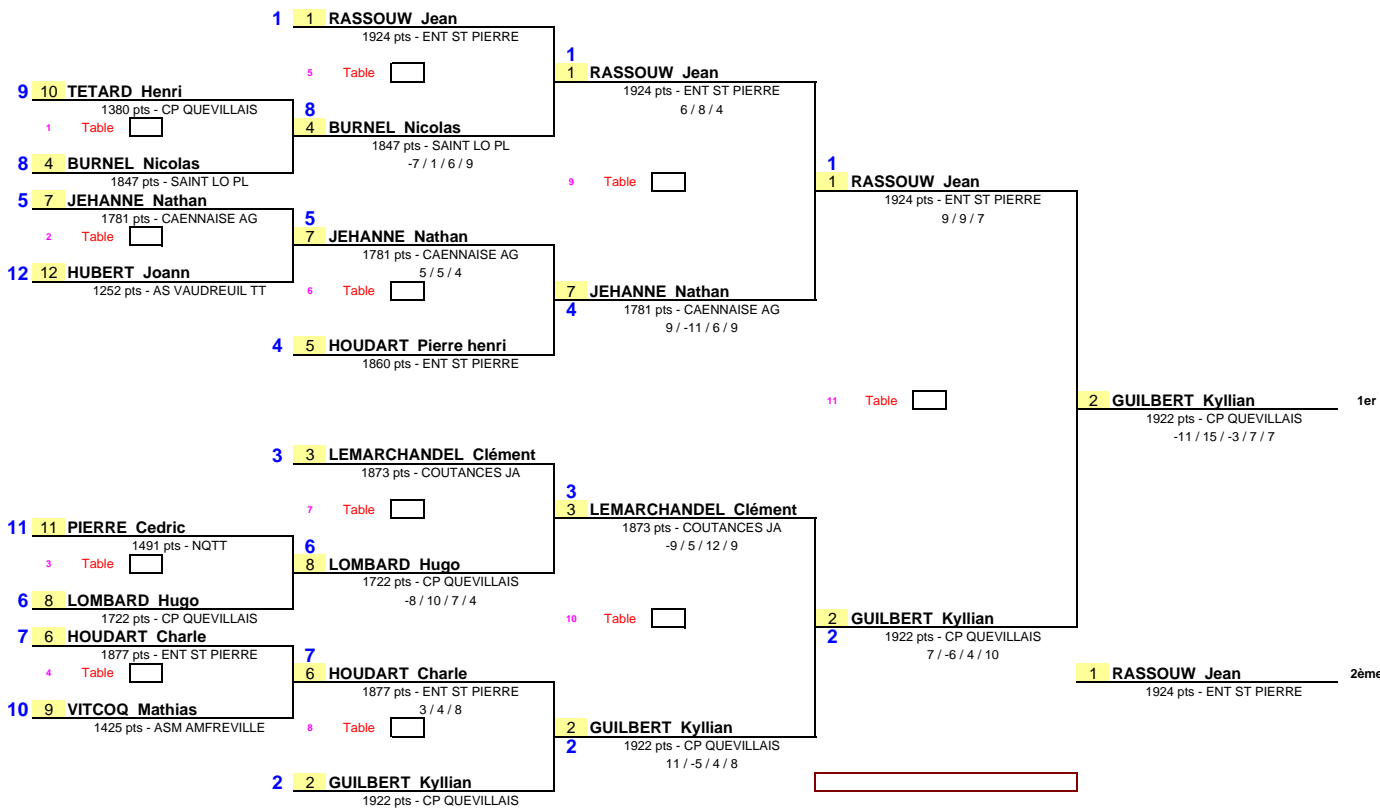 1 1 RASSOUW Jean
1924 pts - ENT ST PIERRE
5 Table
1
1 RASSOUW Jean
1924 pts - ENT ST PIERRE
6 / 8 / 4
9 10 TETARD Henri
1380 pts - CP QUEVILLAIS
1 Table
8
4 BURNEL Nicolas
1847 pts - SAINT LO PL
-7 / 1 / 6 / 9
8 4 BURNEL Nicolas
1847 pts - SAINT LO PL
9 Table
1
1 RASSOUW Jean
1924 pts - ENT ST PIERRE
9 / 9 / 7
5 7 JEHANNE Nathan
1781 pts - CAENNAISE AG
2 Table
5
7 JEHANNE Nathan
1781 pts - CAENNAISE AG
5 / 5 / 4
12 12 HUBERT Joann
1252 pts - AS VAUDREUIL TT
6 Table
7 JEHANNE Nathan
4 1781 pts - CAENNAISE AG
9 / -11 / 6 / 9
4 5 HOUDART Pierre henri
1860 pts - ENT ST PIERRE
11 Table
2 GUILBERT Kyllian 1er
1922 pts - CP QUEVILLAIS
-11 / 15 / -3 / 7 / 7
3 3 LEMARCHANDEL Clément
1873 pts - COUTANCES JA
7 Table
3
3 LEMARCHANDEL Clément
1873 pts - COUTANCES JA
-9 / 5 / 12 / 9
11 11 PIERRE Cedric
1491 pts - NQTT
3 Table
6
8 LOMBARD Hugo
1722 pts - CP QUEVILLAIS
-8 / 10 / 7 / 4
6 8 LOMBARD Hugo
1722 pts - CP QUEVILLAIS
10 Table
2 GUILBERT Kyllian
2 1922 pts - CP QUEVILLAIS
7 / -6 / 4 / 10
7 6 HOUDART Charle
1877 pts - ENT ST PIERRE
4 Table
7
6 HOUDART Charle
1877 pts - ENT ST PIERRE
3 / 4 / 8
1 RASSOUW Jean 2ème
1924 pts - ENT ST PIERRE
10 9 VITCOQ Mathias
1425 pts - ASM AMFREVILLE
8 Table
2 GUILBERT Kyllian
2 1922 pts - CP QUEVILLAIS
11 / -5 / 4 / 8
2 2 GUILBERT Kyllian
1922 pts - CP QUEVILLAIS